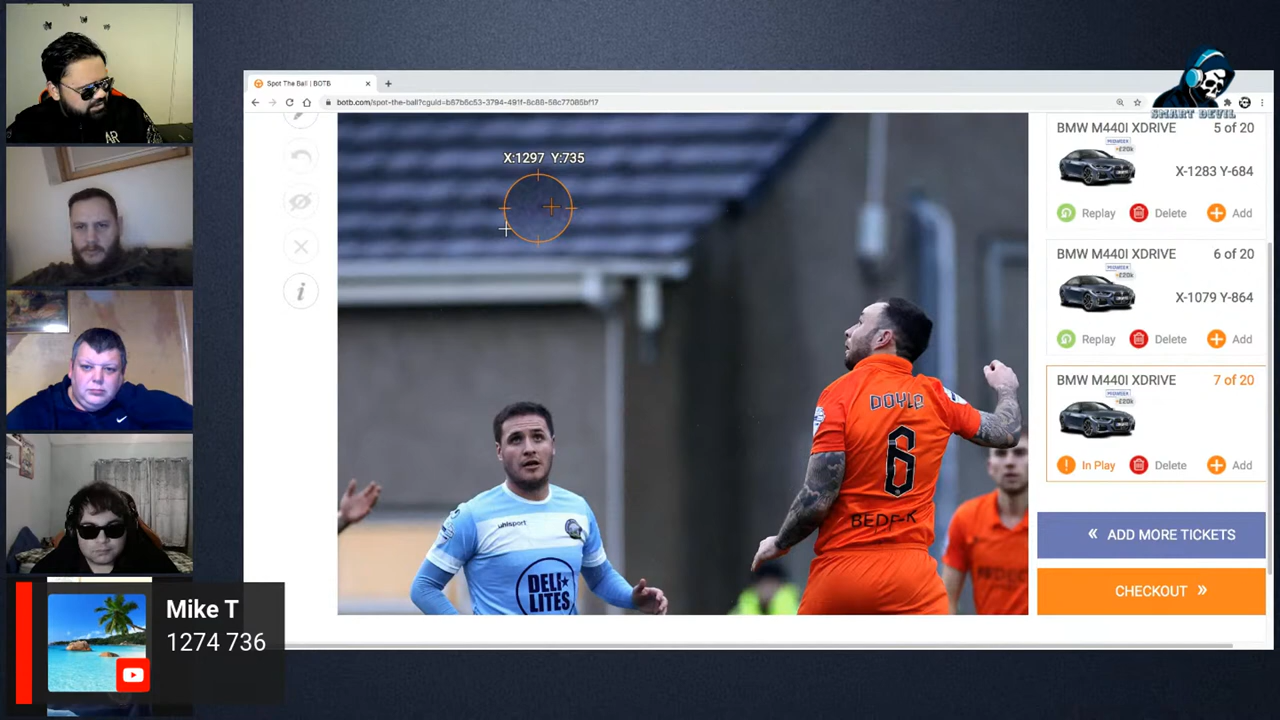 Spot The Ball | BOTB
botb.com/spot-the-ball?cguid=b87b6c53-3794-491f-8c88-58c77085bf17
SMART DEVIL
X:1297 Y:735
BMW M440I XDRIVE 5 of 20
X-1283 Y-684
Replay Delete Add
BMW M440I XDRIVE 6 of 20
X-1079 Y-864
Replay Delete Add
BMW M440I XDRIVE 7 of 20
In Play Delete Add
« ADD MORE TICKETS
CHECKOUT »
DOYLE
6
uhlsport
DELI
LITES
AR
i
Mike T
1274 736